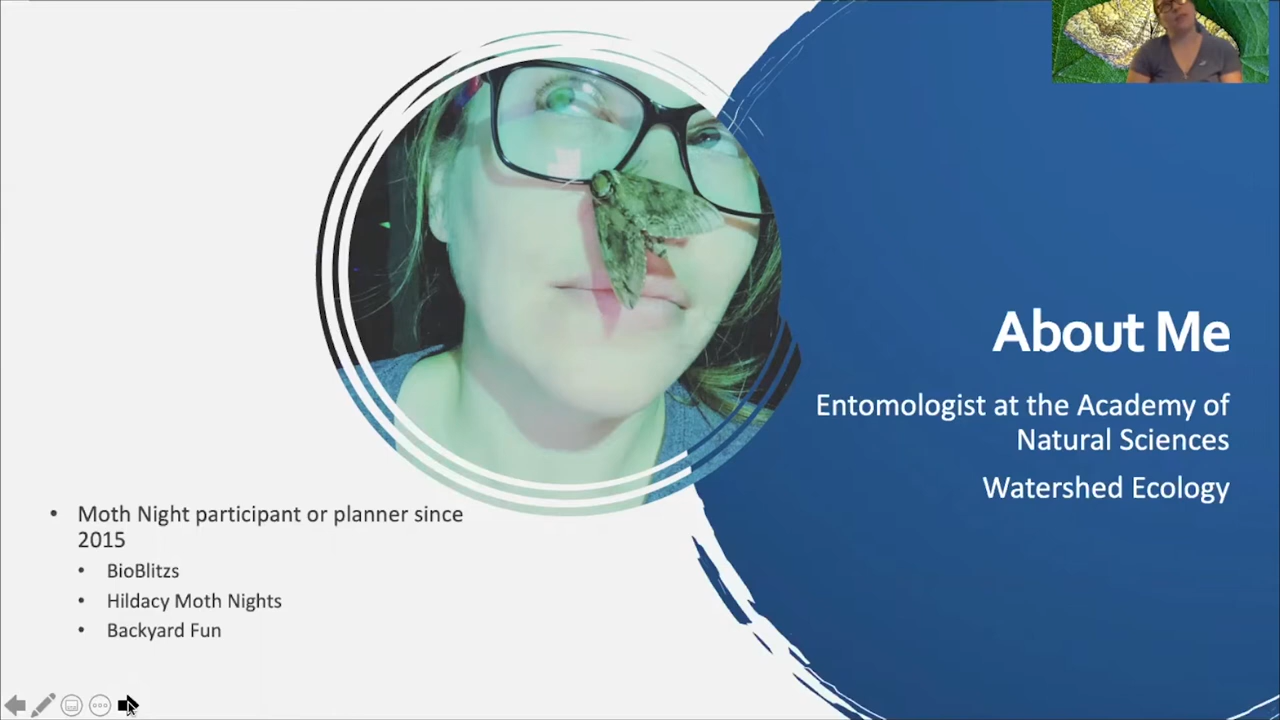 About Me
Entomologist at the Academy of
Natural Sciences
Watershed Ecology
• Moth Night participant or planner since
2015
• BioBlitzs
• Hildacy Moth Nights
• Backyard Fun